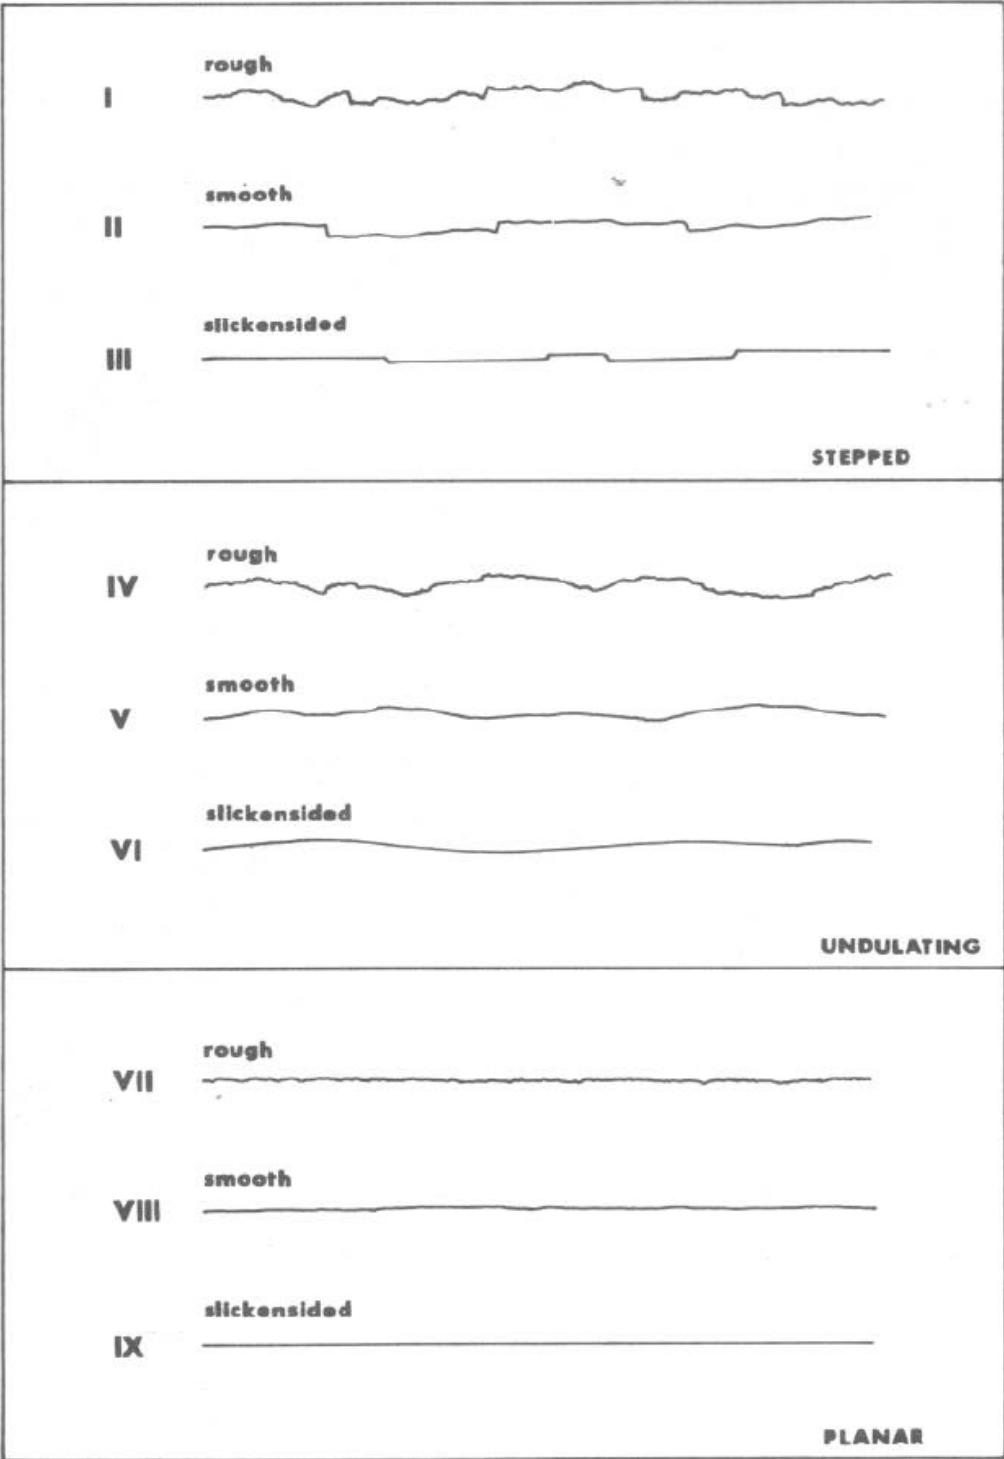 rough
I
smooth
II
slickensided
III
STEPPED
rough
IV
smooth
V
slickensided
VI
UNDULATING
rough
VII
smooth
VIII
slickensided
IX
PLANAR